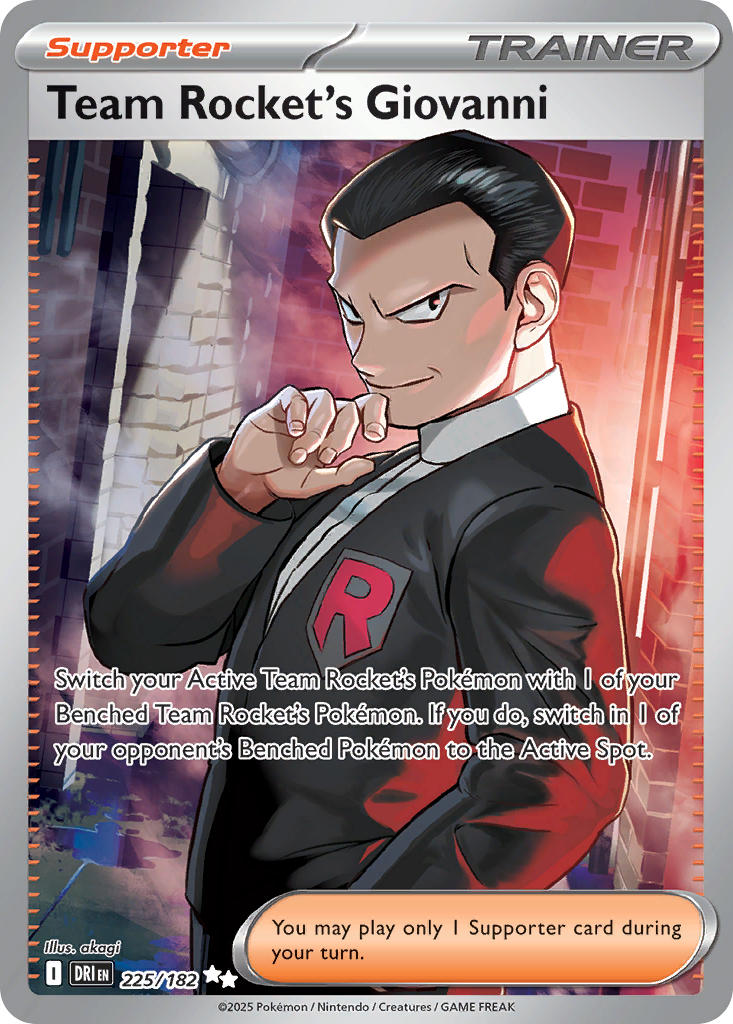 Supporter
TRAINER
Team Rocket's Giovanni
R
Switch your Active Team Rocket's Pokémon with 1 of your
Benched Team Rocket's Pokémon. If you do, switch in 1 of
your opponent's Benched Pokémon to the Active Spot.
You may play only 1 Supporter card during
your turn.
Illus. akagi
I DRI EN 225/182
©2025 Pokémon / Nintendo / Creatures / GAME FREAK